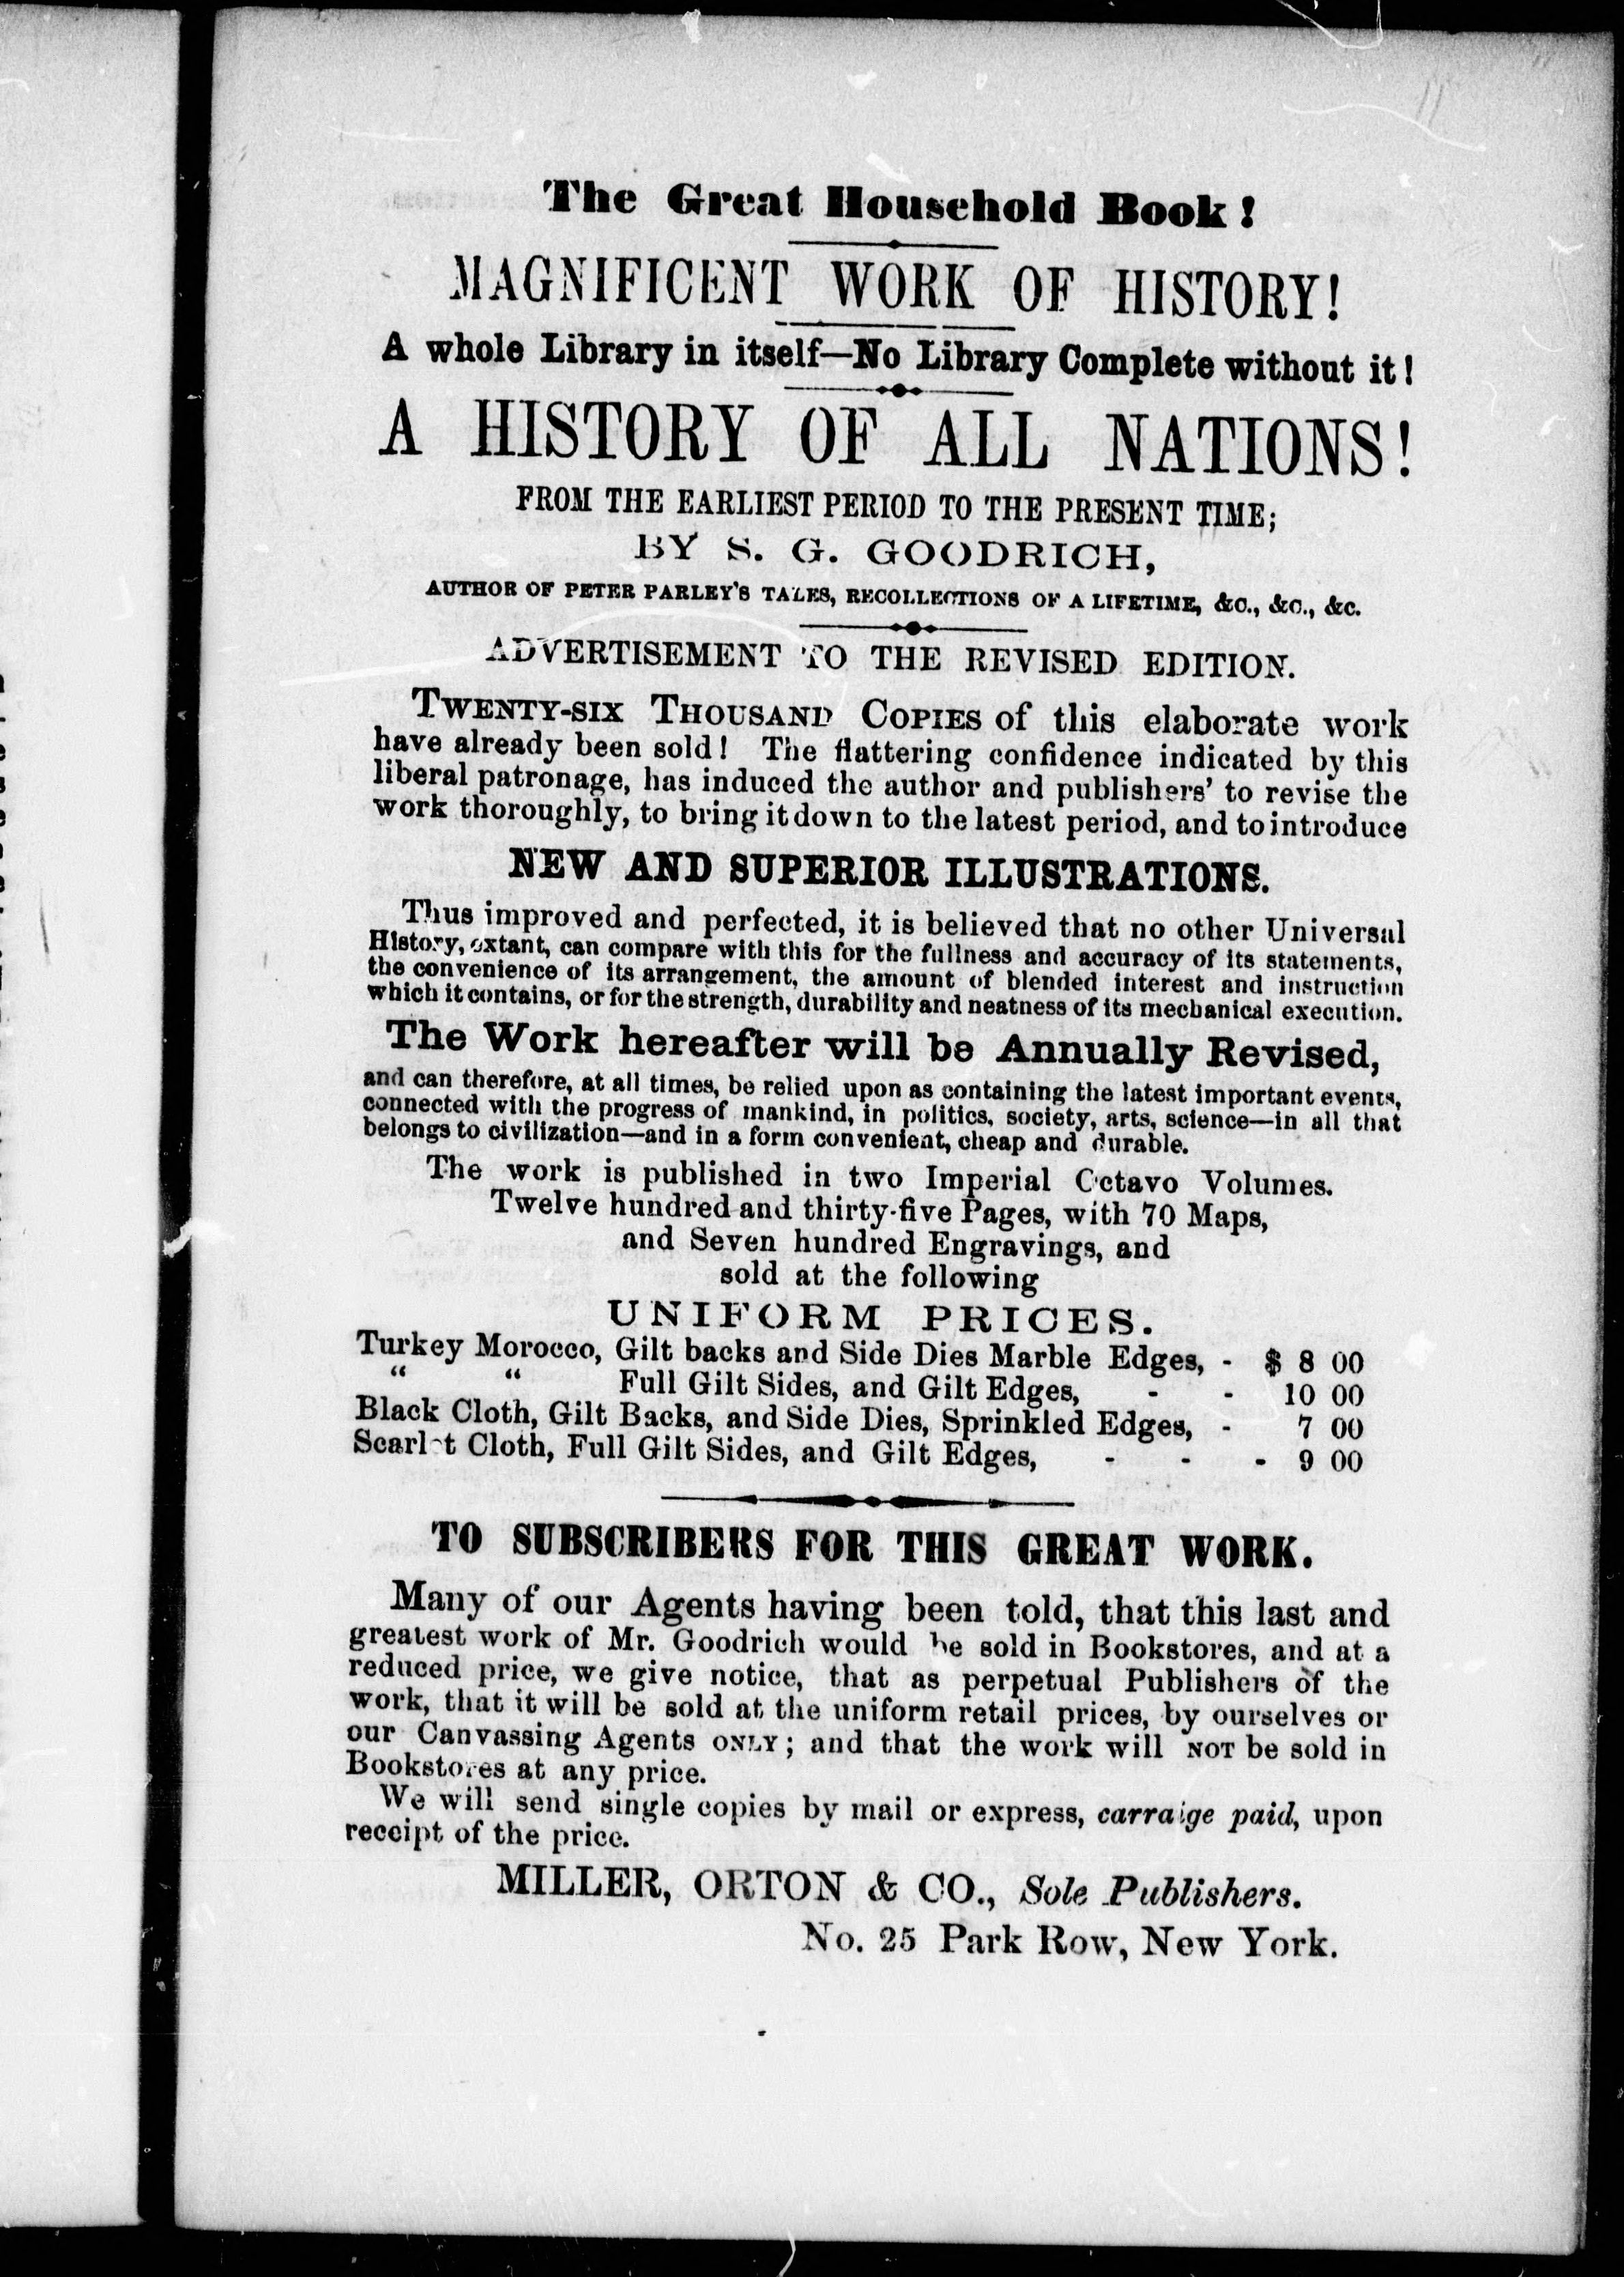 The Great Household Book!
MAGNIFICENT WORK OF HISTORY!
A whole Library in itself—No Library Complete without it!
A HISTORY OF ALL NATIONS!
FROM THE EARLIEST PERIOD TO THE PRESENT TIME;
BY S. G. GOODRICH,
AUTHOR OF PETER PARLEY'S TALES, RECOLLECTIONS OF A LIFETIME, &C., &C., &C.
ADVERTISEMENT TO THE REVISED EDITION.
TWENTY-SIX THOUSAND COPIES of this elaborate work
have already been sold! The flattering confidence indicated by this
liberal patronage, has induced the author and publishers' to revise the
work thoroughly, to bring it down to the latest period, and to introduce
NEW AND SUPERIOR ILLUSTRATIONS.
Thus improved and perfected, it is believed that no other Universal
History, extant, can compare with this for the fullness and accuracy of its statements,
the convenience of its arrangement, the amount of blended interest and instruction
which it contains, or for the strength, durability and neatness of its mechanical execution.
The Work hereafter will be Annually Revised,
and can therefore, at all times, be relied upon as containing the latest important events,
connected with the progress of mankind, in politics, society, arts, science—in all that
belongs to civilization—and in a form convenient, cheap and durable.
The work is published in two Imperial Octavo Volumes.
Twelve hundred and thirty-five Pages, with 70 Maps,
and Seven hundred Engravings, and
sold at the following
UNIFORM PRICES.
Turkey Morocco, Gilt backs and Side Dies Marble Edges, - $ 8 00
" " Full Gilt Sides, and Gilt Edges, - - 10 00
Black Cloth, Gilt Backs, and Side Dies, Sprinkled Edges, - 7 00
Scarlet Cloth, Full Gilt Sides, and Gilt Edges, - - - 9 00
TO SUBSCRIBERS FOR THIS GREAT WORK.
Many of our Agents having been told, that this last and
greatest work of Mr. Goodrich would be sold in Bookstores, and at a
reduced price, we give notice, that as perpetual Publishers of the
work, that it will be sold at the uniform retail prices, by ourselves or
our Canvassing Agents ONLY; and that the work will NOT be sold in
Bookstores at any price.
We will send single copies by mail or express, carraige paid, upon
receipt of the price.
MILLER, ORTON & CO., Sole Publishers.
No. 25 Park Row, New York.